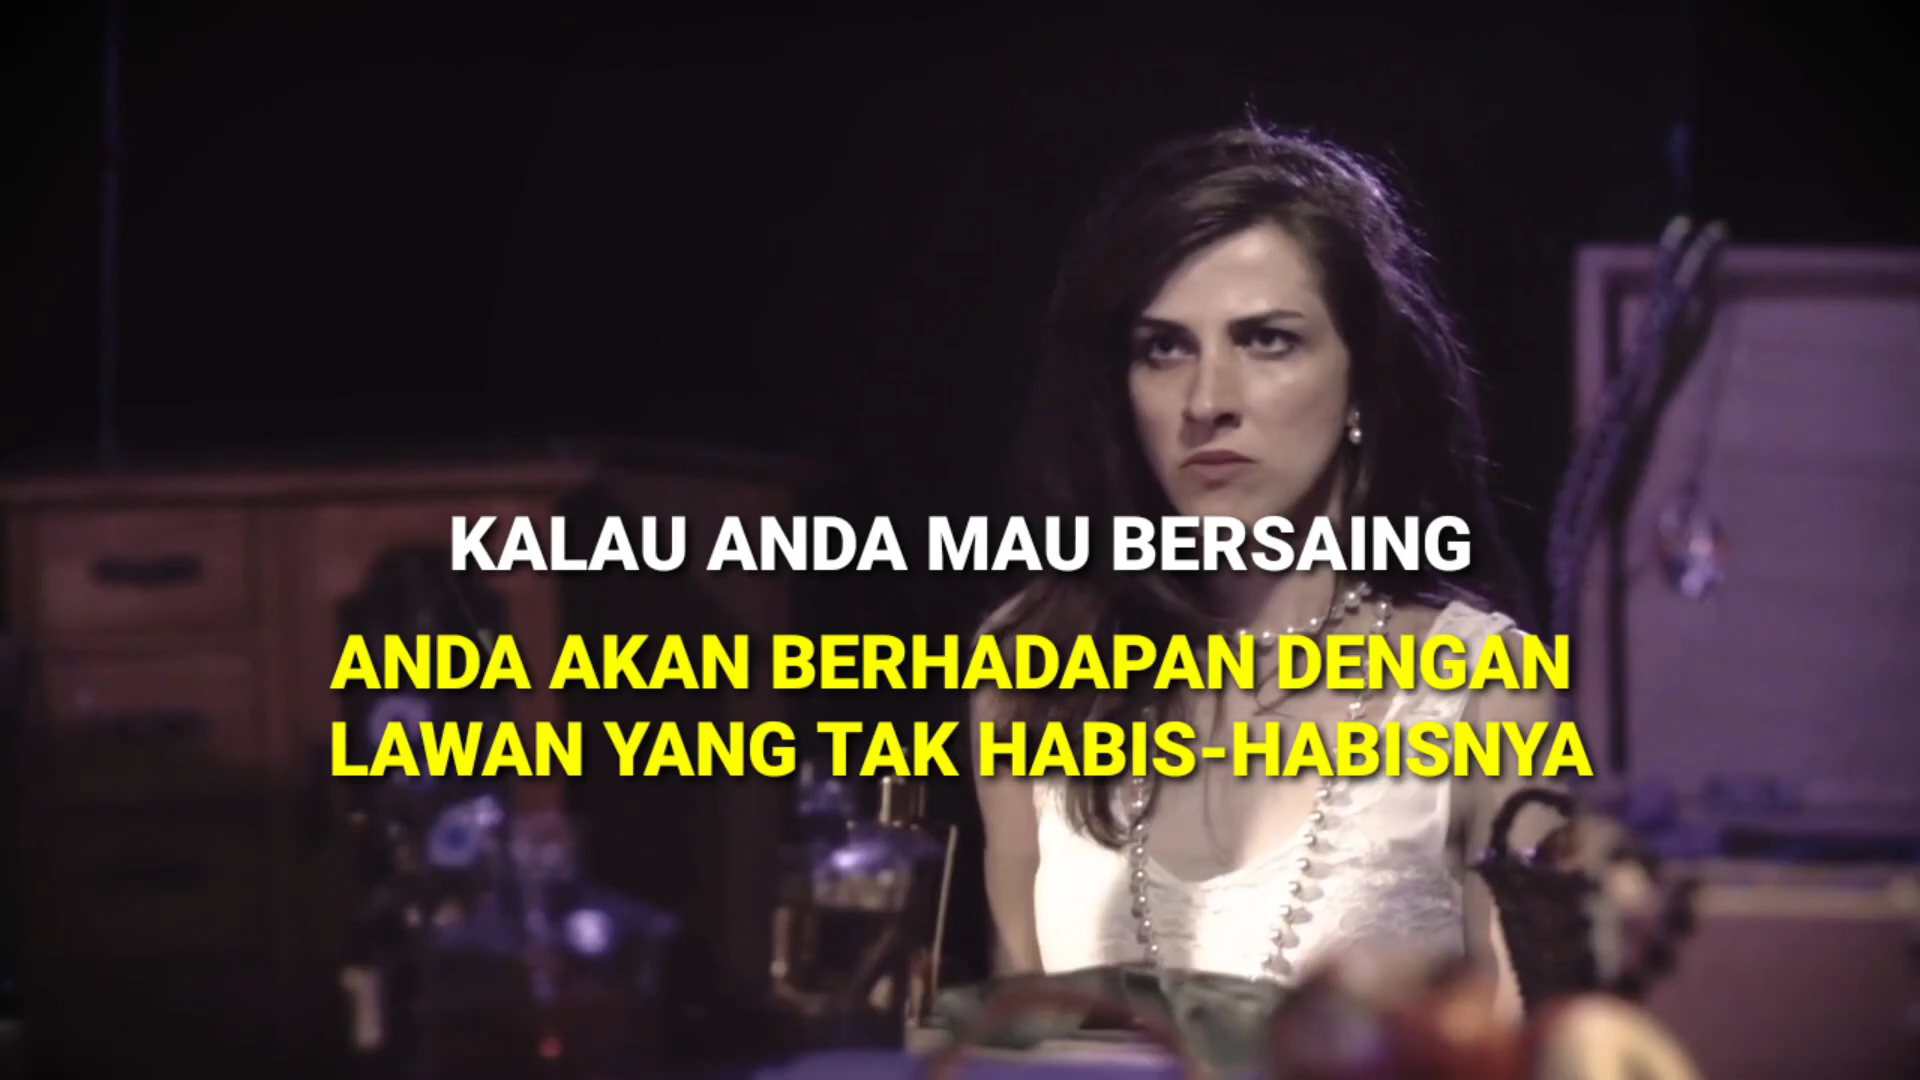 KALAU ANDA MAU BERSAING
ANDA AKAN BERHADAPAN DENGAN
LAWAN YANG TAK HABIS-HABISNYA